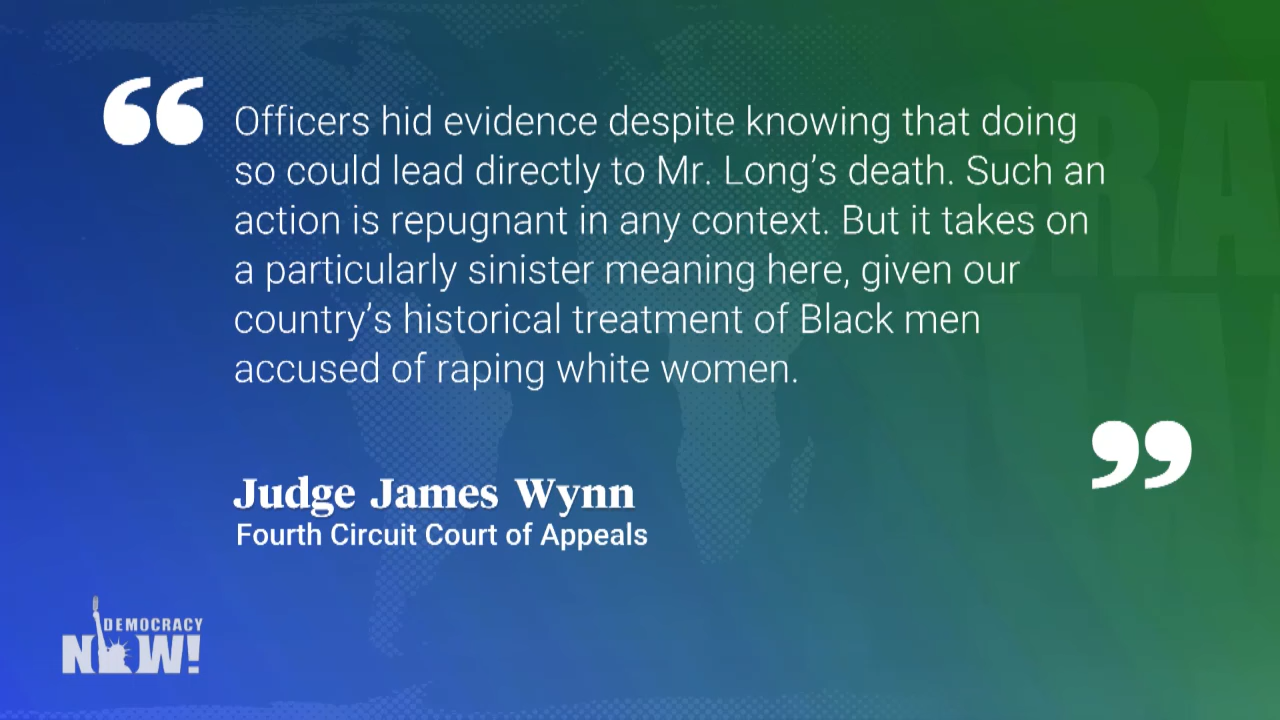 “
Officers hid evidence despite knowing that doing
so could lead directly to Mr. Long’s death. Such an
action is repugnant in any context. But it takes on
a particularly sinister meaning here, given our
country’s historical treatment of Black men
accused of raping white women.
”
Judge James Wynn
Fourth Circuit Court of Appeals
DEMOCRACY
NOW!